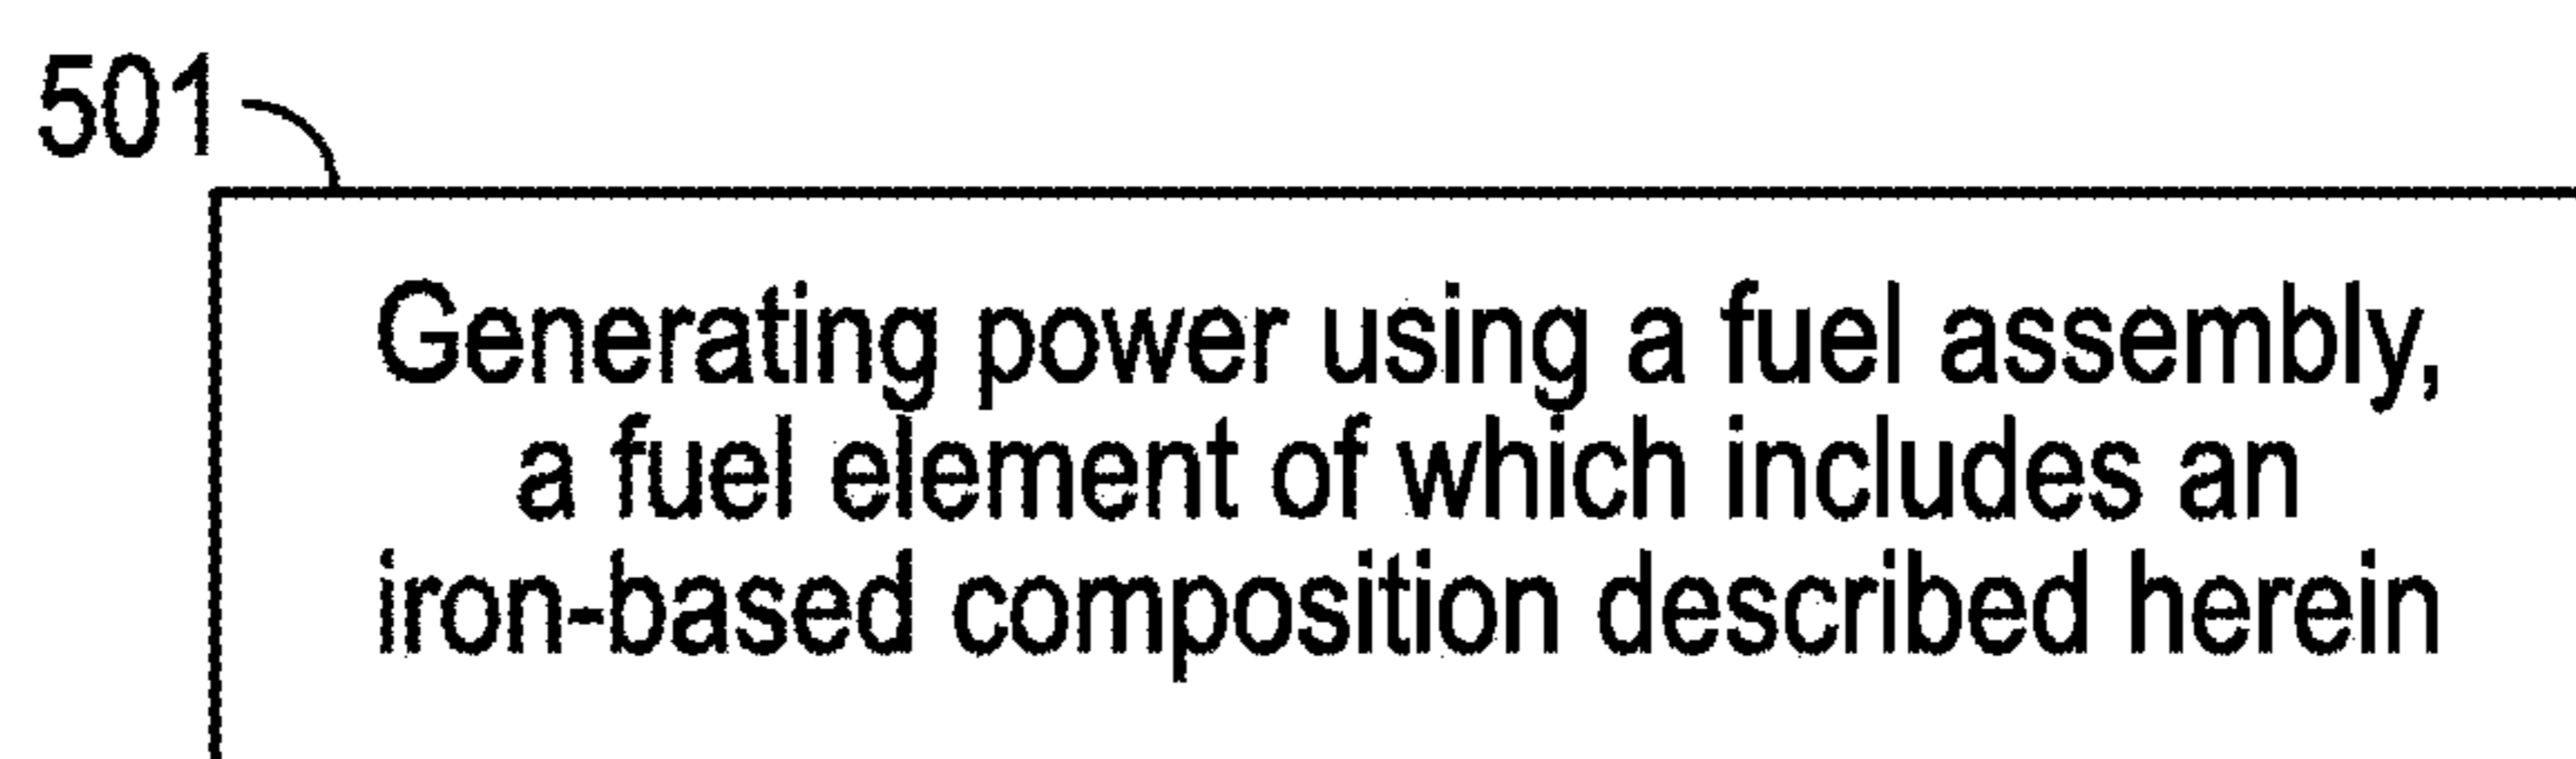 501
Generating power using a fuel assembly,
a fuel element of which includes an
iron-based composition described herein